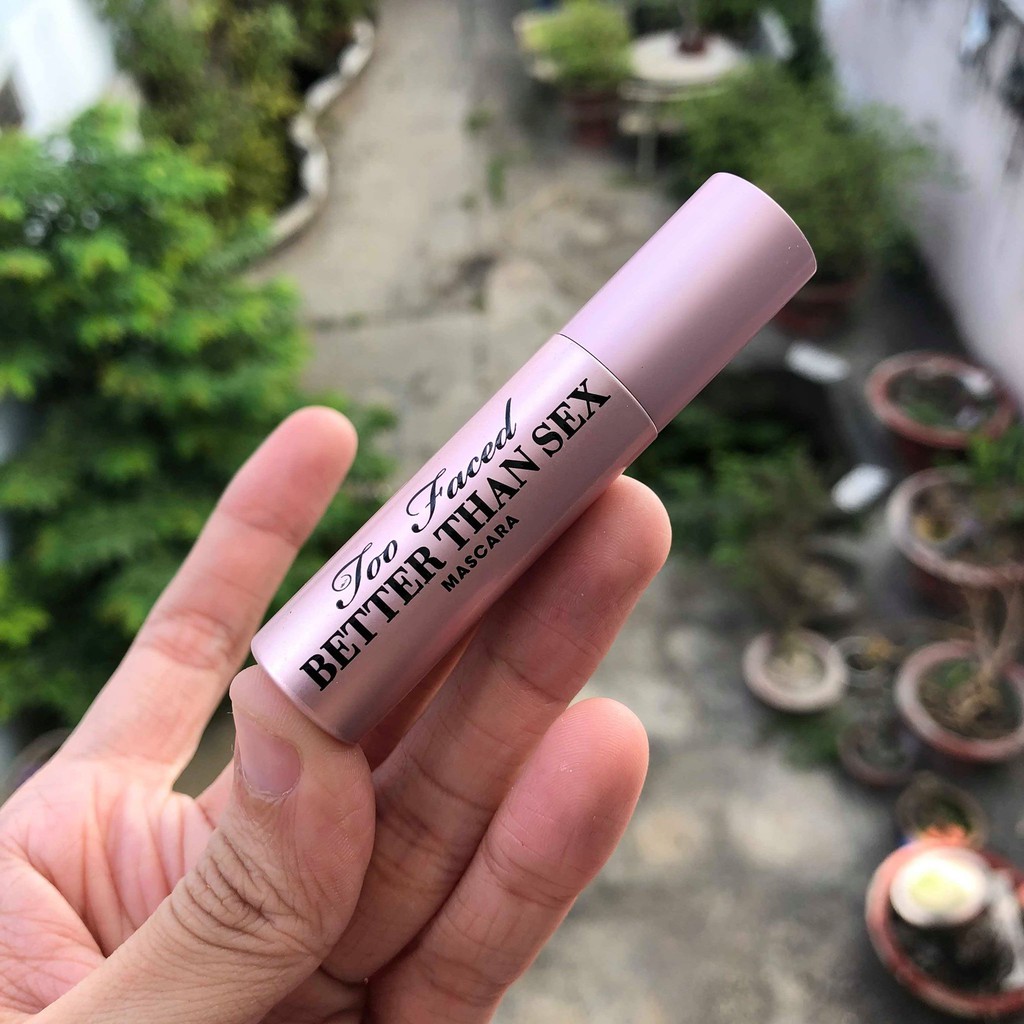 Too Faced
BETTER THAN SEX
MASCARA